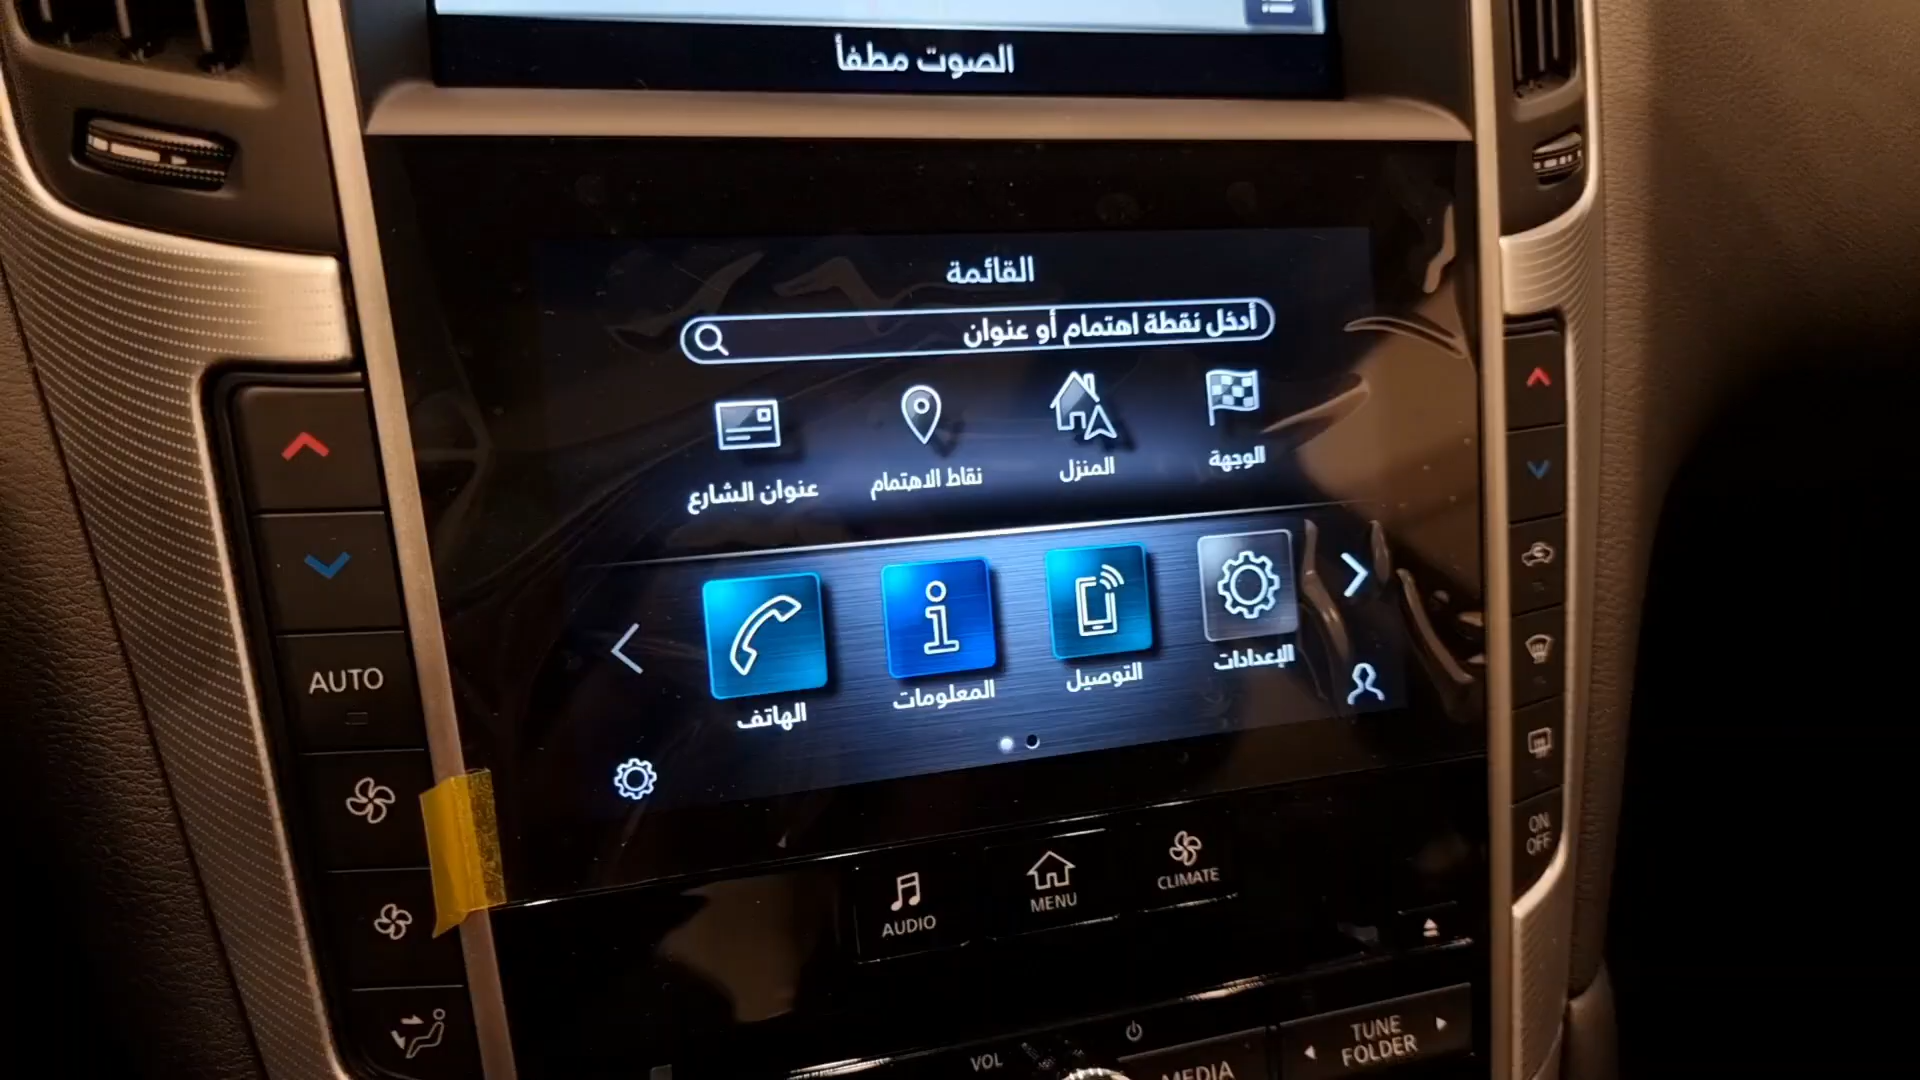 الصوت مطفأ
القائمة
أدخل نقطة اهتمام أو عنوان
الوجهة
المنزل
نقاط الاهتمام
عنوان الشارع
الإعدادات
التوصيل
المعلومات
الهاتف
AUTO
ON
OFF
AUDIO
MENU
CLIMATE
VOL
MEDIA
TUNE
FOLDER